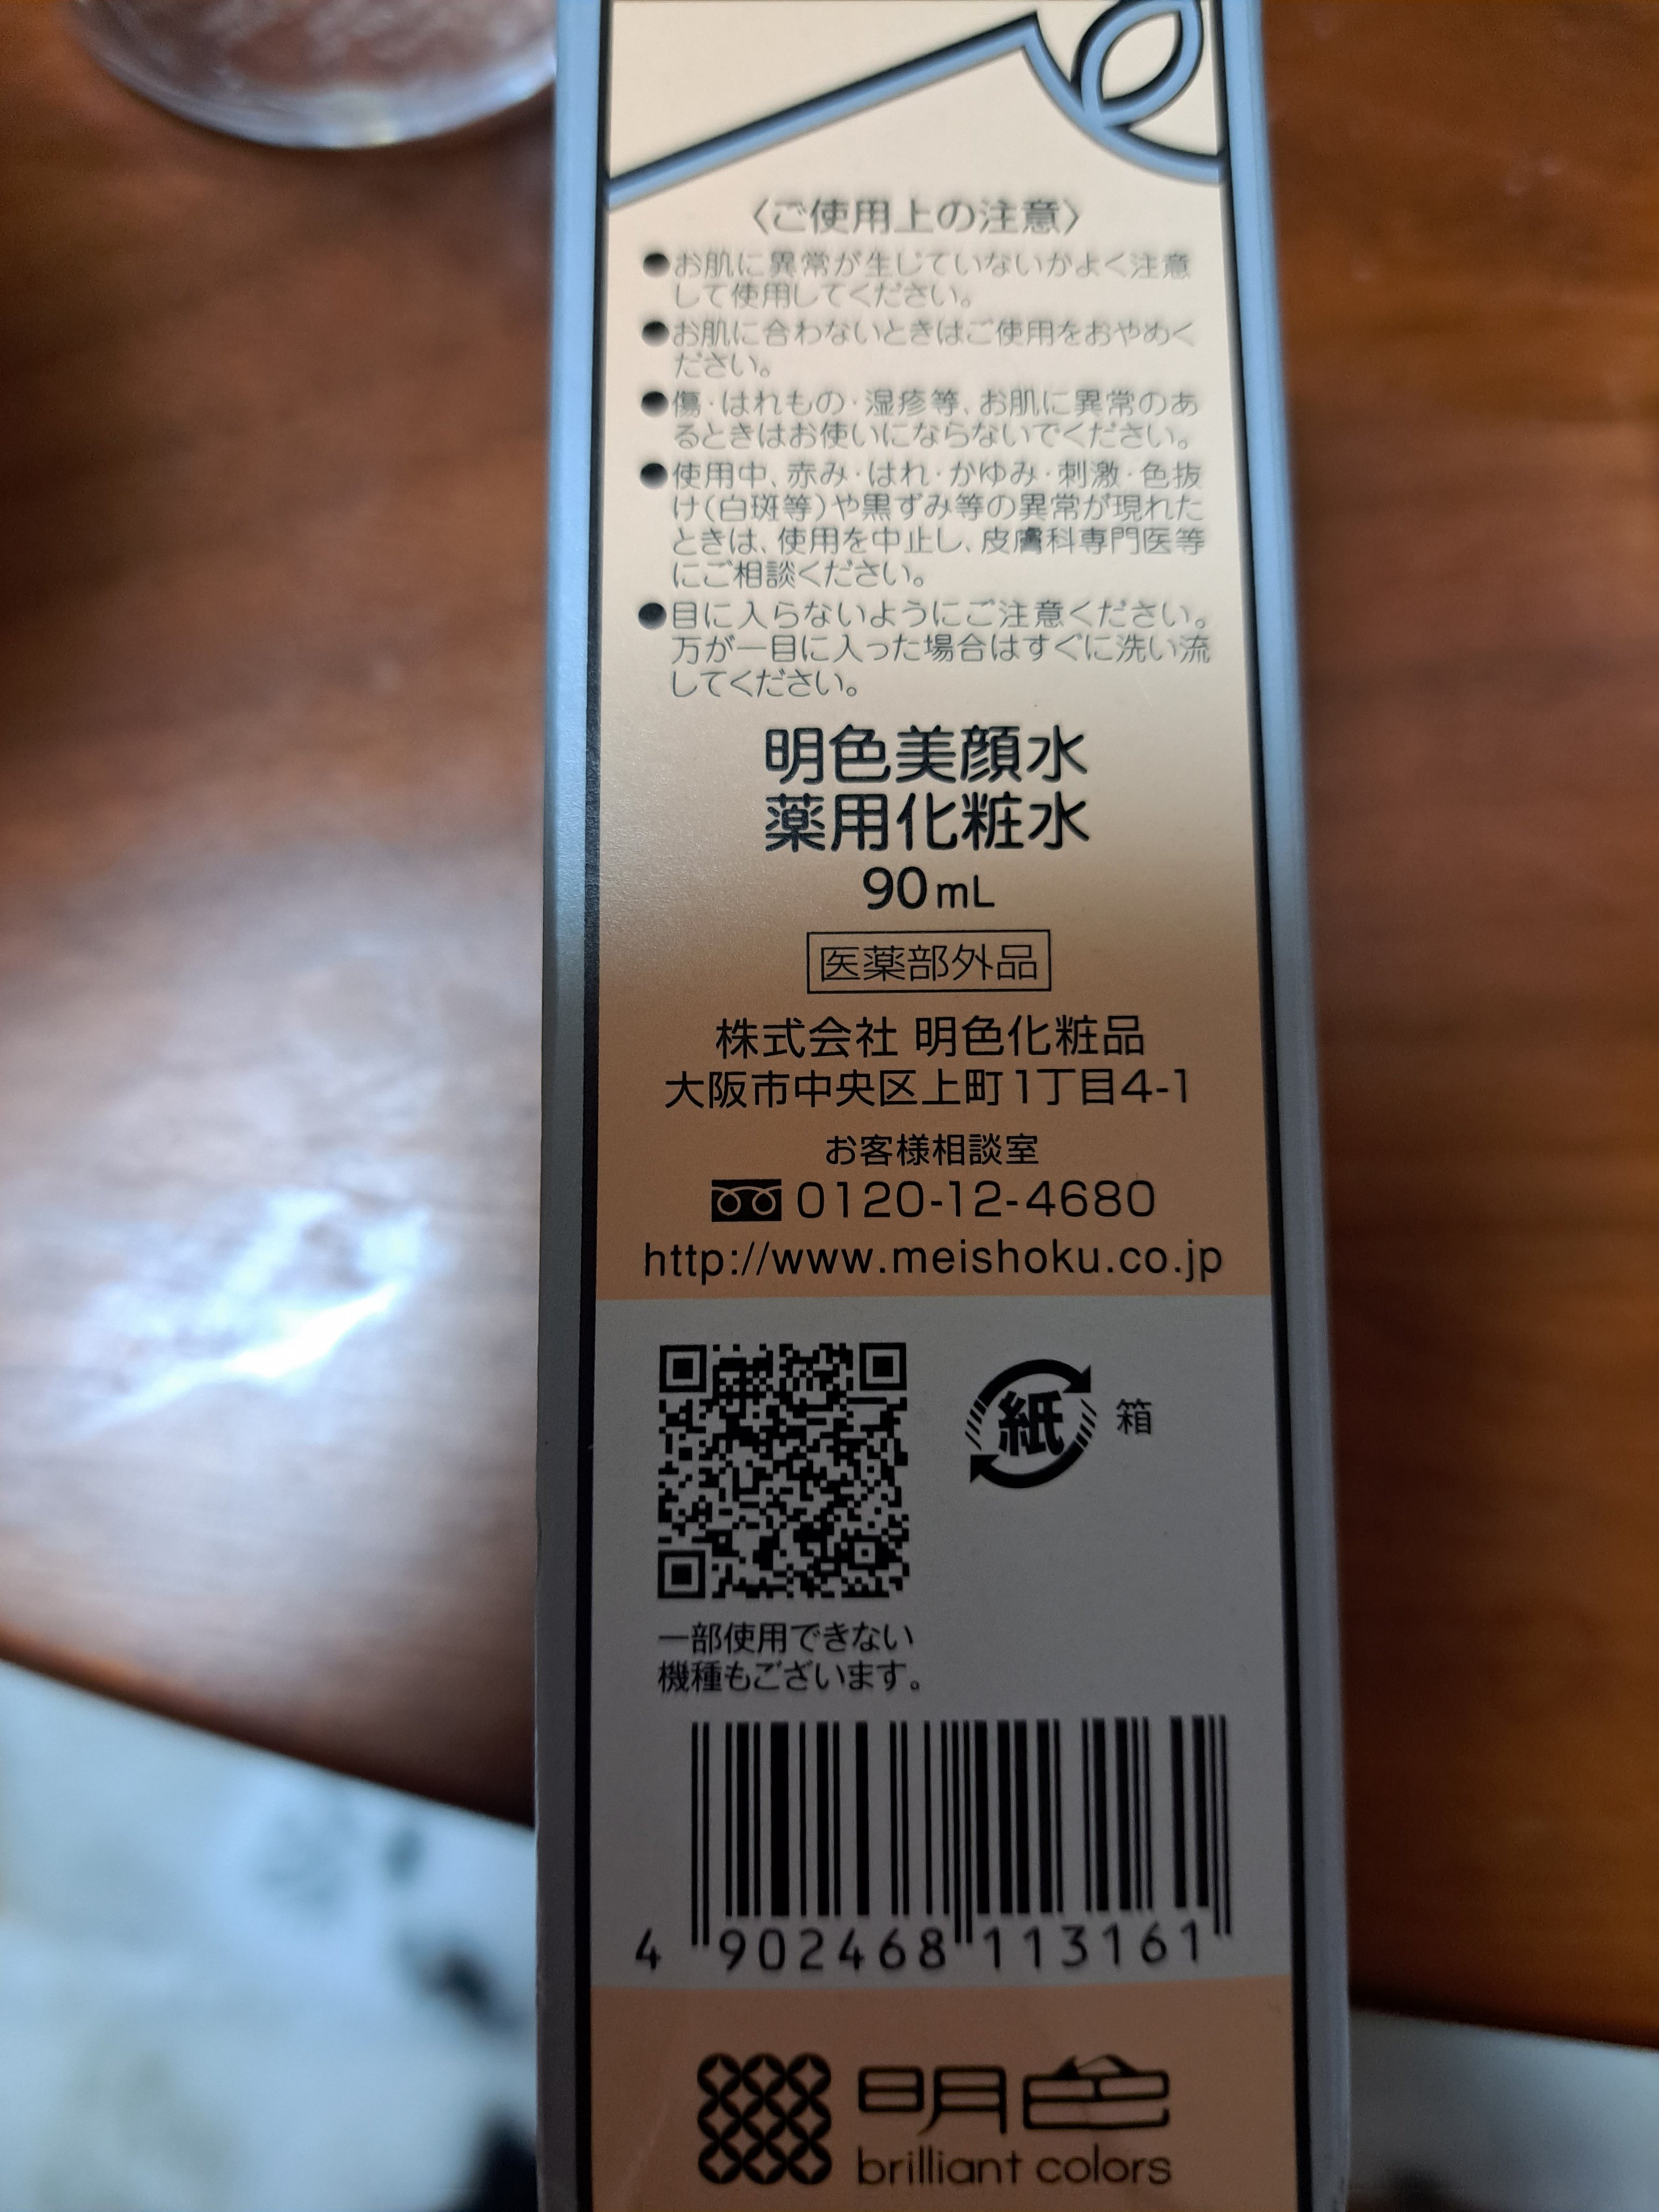 〈ご使用上の注意〉
●お肌に異常が生じていないかよく注意
して使用してください。
●お肌に合わないときはご使用をおやめく
ださい。
●傷・はれもの・湿疹等、お肌に異常のあ
るときはお使いにならないでください。
●使用中、赤み・はれ・かゆみ・刺激・色抜
け(白斑等)や黒ずみ等の異常が現れた
ときは、使用を中止し、皮膚科専門医等
にご相談ください。
●目に入らないようにご注意ください。
万が一目に入った場合はすぐに洗い流
してください。
明色美顔水
薬用化粧水
90mL
医薬部外品
株式会社 明色化粧品
大阪市中央区上町1丁目4-1
お客様相談室
0120-12-4680
http://www.meishoku.co.jp
紙 箱
一部使用できない
機種もございます。
4 902468 113161
明色
brilliant colors